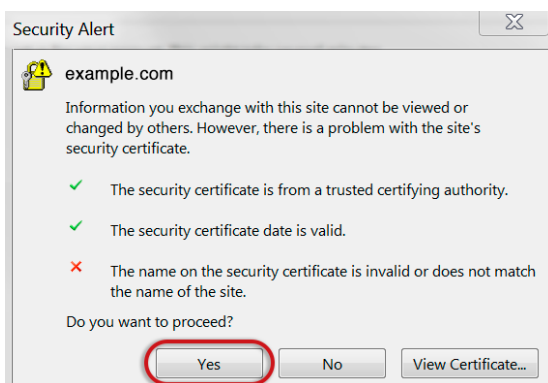 Security Alert
example.com
Information you exchange with this site cannot be viewed or
changed by others. However, there is a problem with the site's
security certificate.
The security certificate is from a trusted certifying authority.
The security certificate date is valid.
The name on the security certificate is invalid or does not match
the name of the site.
Do you want to proceed?
Yes No View Certificate...